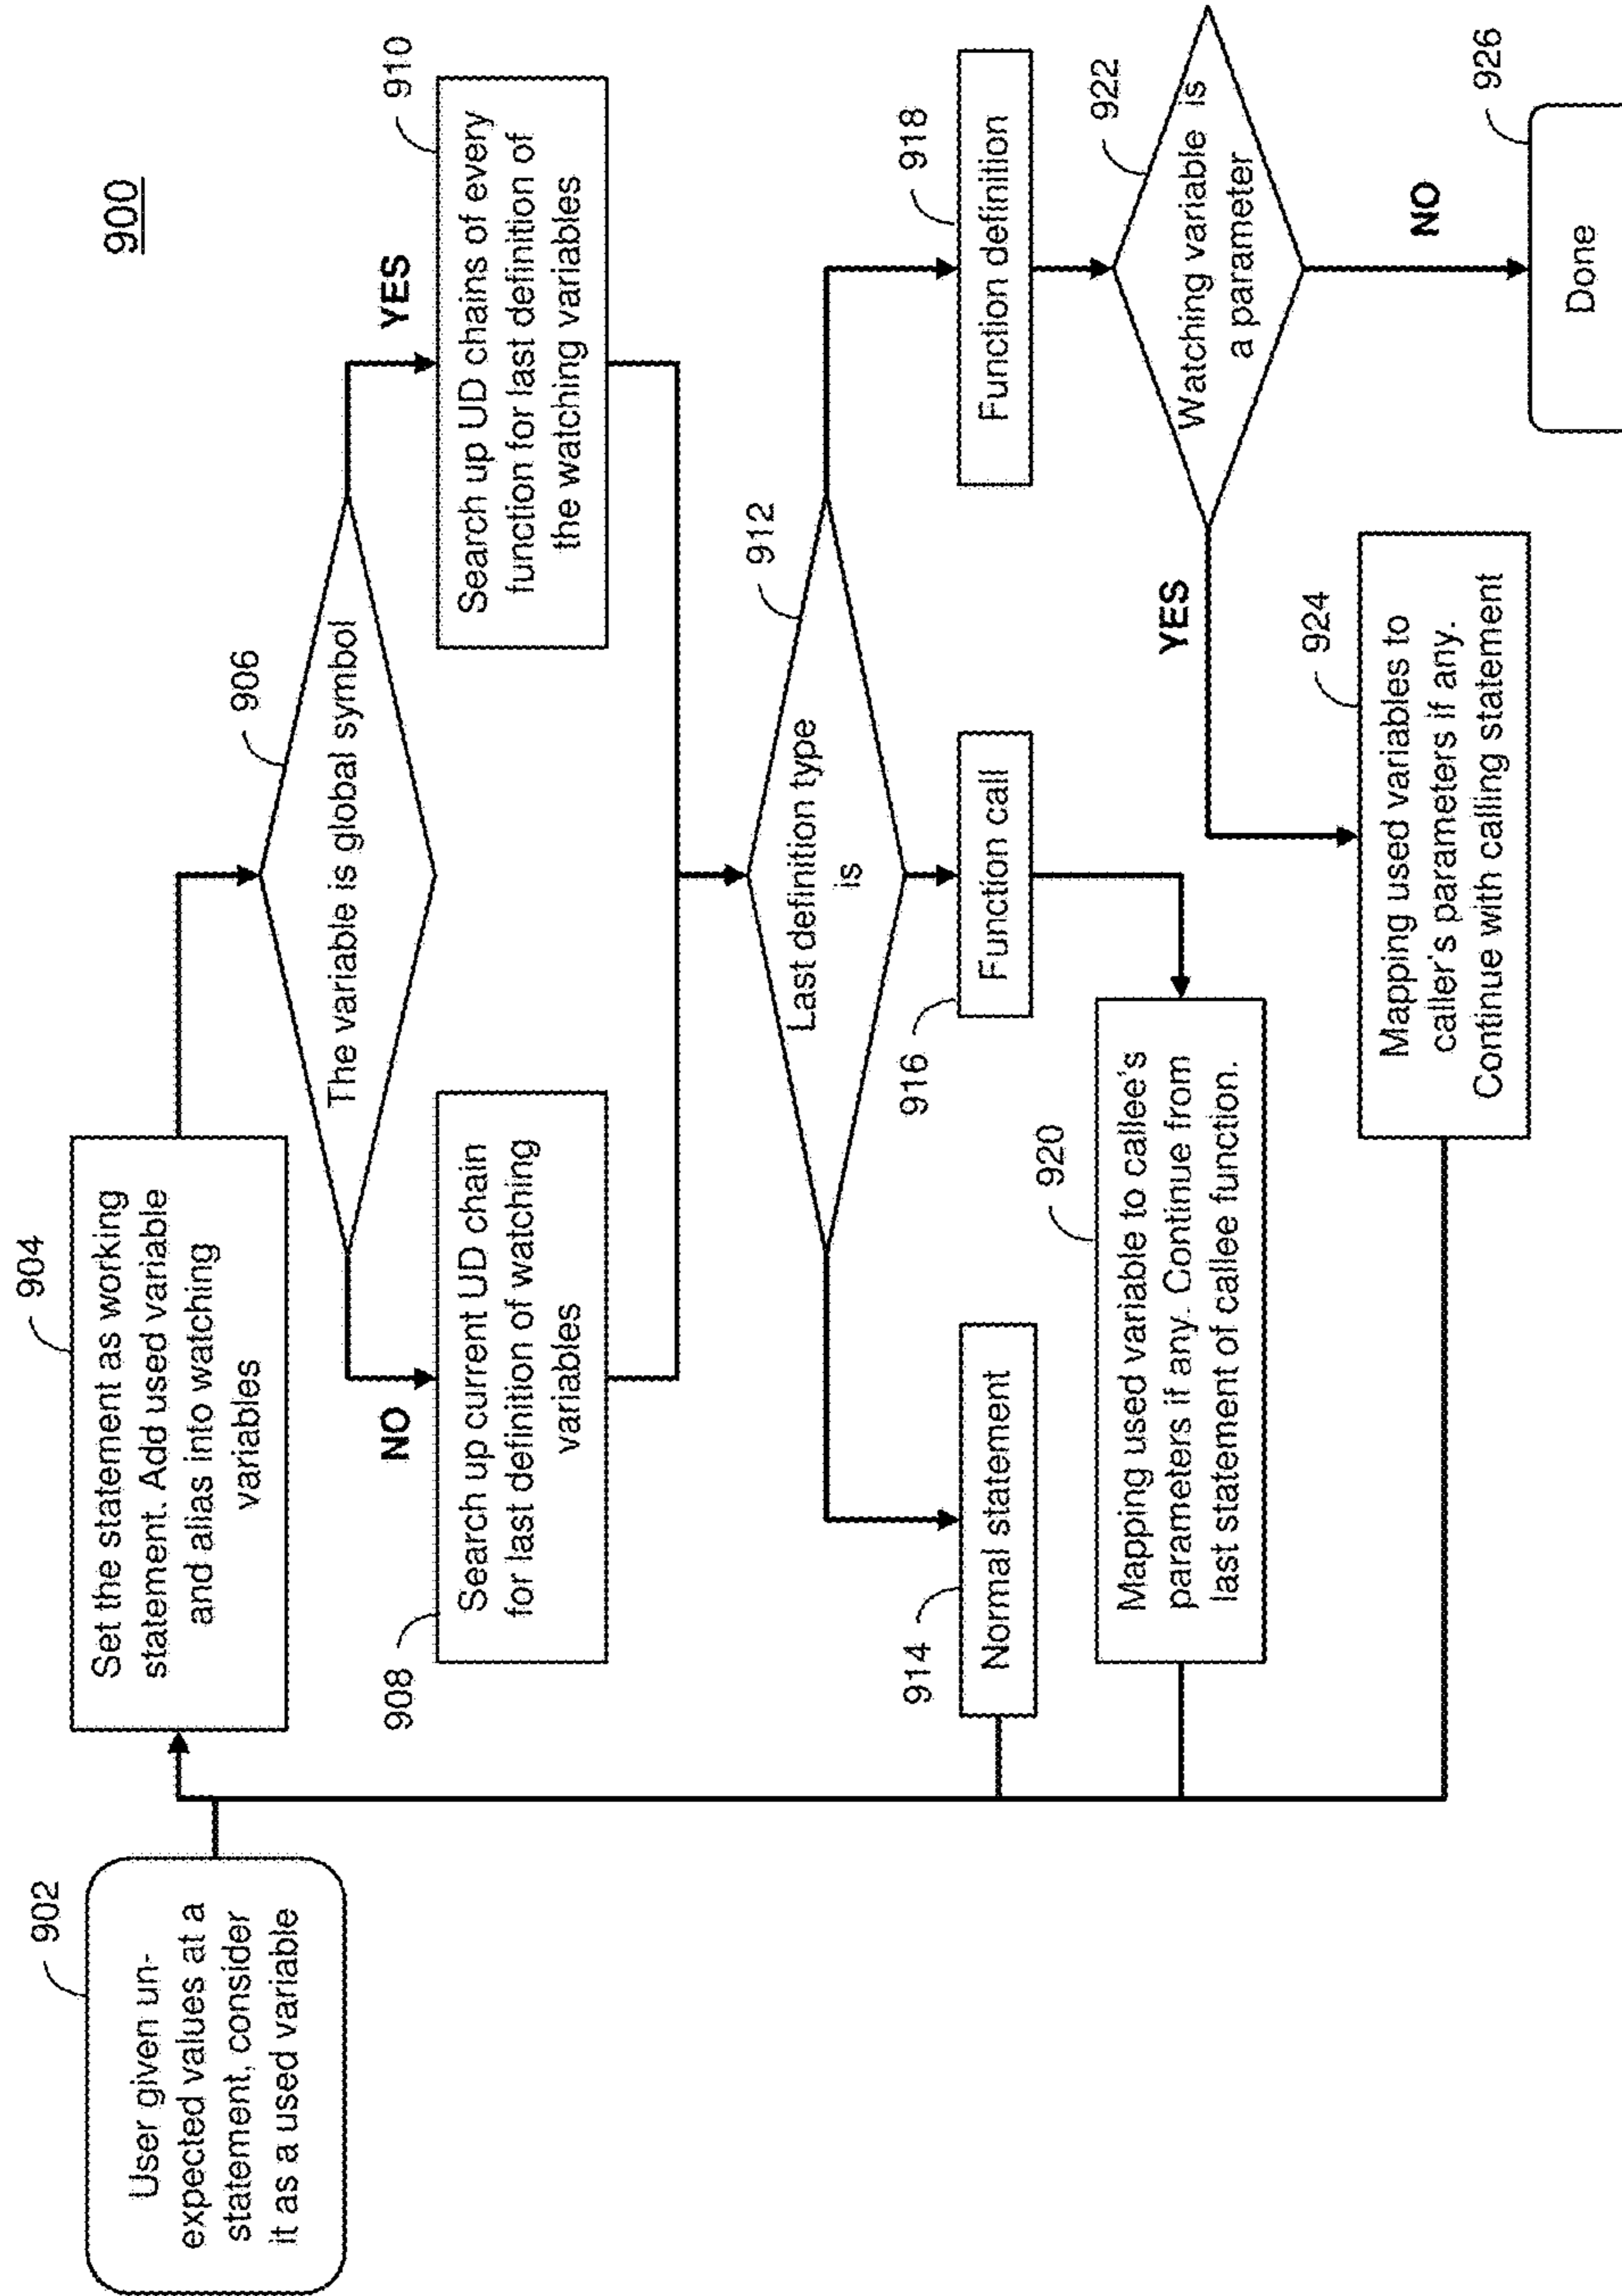 900
902
User given un-
expected values at a
statement, consider
it as a used variable
904
Set the statement as working
statement. Add used variable
and alias into watching
variables
906
The variable is global symbol
NO
YES
908
Search up current UD chain
for last definition of watching
variables
910
Search up UD chains of every
function for last definition of
the watching variables
912
Last definition type
is
914
Normal statement
916
Function call
918
Function definition
920
Mapping used variable to callee's
parameters if any. Continue from
last statement of callee function.
922
Watching variable is
a parameter
YES
NO
924
Mapping used variables to
caller's parameters if any.
Continue with calling statement
926
Done